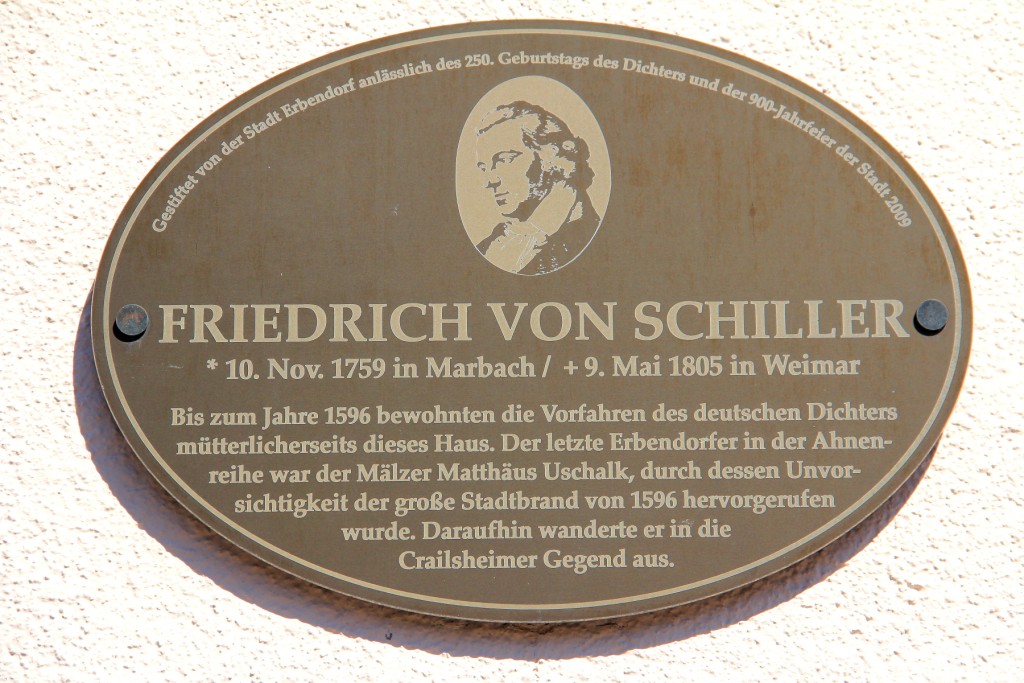 Gestiftet von der Stadt Erbendorf anlässlich des 250. Geburtstags des Dichters und der 900-Jahrfeier der Stadt 2009
FRIEDRICH VON SCHILLER
* 10. Nov. 1759 in Marbach / + 9. Mai 1805 in Weimar
Bis zum Jahre 1596 bewohnten die Vorfahren des deutschen Dichters
mütterlicherseits dieses Haus. Der letzte Erbendorfer in der Ahnen-
reihe war der Mälzer Matthäus Uschalk, durch dessen Unvor-
sichtigkeit der große Stadtbrand von 1596 hervorgerufen
wurde. Daraufhin wanderte er in die
Crailsheimer Gegend aus.